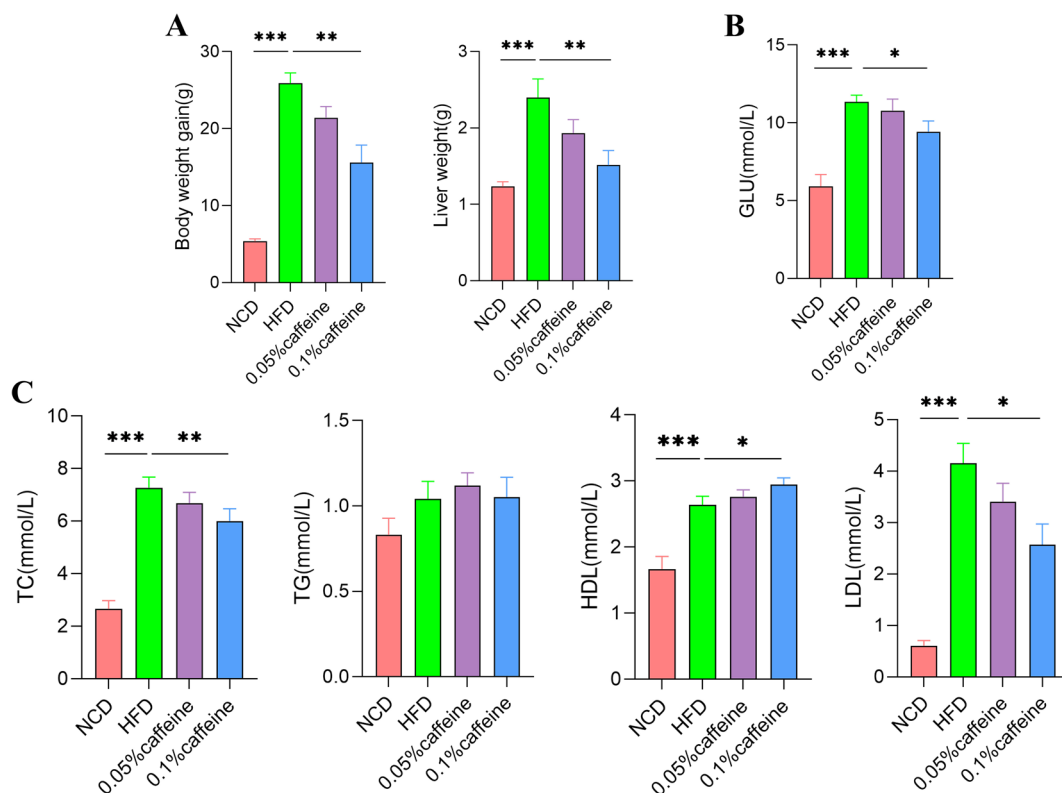 A
Body weight gain(g)
30
20
10
0
***
**
NCD
HFD
0.05%caffeine
0.1%caffeine
Liver weight(g)
3
2
1
0
***
**
NCD
HFD
0.05%caffeine
0.1%caffeine
B
GLU(mmol/L)
15
10
5
0
***
*
NCD
HFD
0.05%caffeine
0.1%caffeine
C
TC(mmol/L)
10
8
6
4
2
0
***
**
NCD
HFD
0.05%caffeine
0.1%caffeine
TG(mmol/L)
1.5
1.0
0.5
0.0
NCD
HFD
0.05%caffeine
0.1%caffeine
HDL(mmol/L)
4
3
2
1
0
***
*
NCD
HFD
0.05%caffeine
0.1%caffeine
LDL(mmol/L)
5
4
3
2
1
0
***
*
NCD
HFD
0.05%caffeine
0.1%caffeine